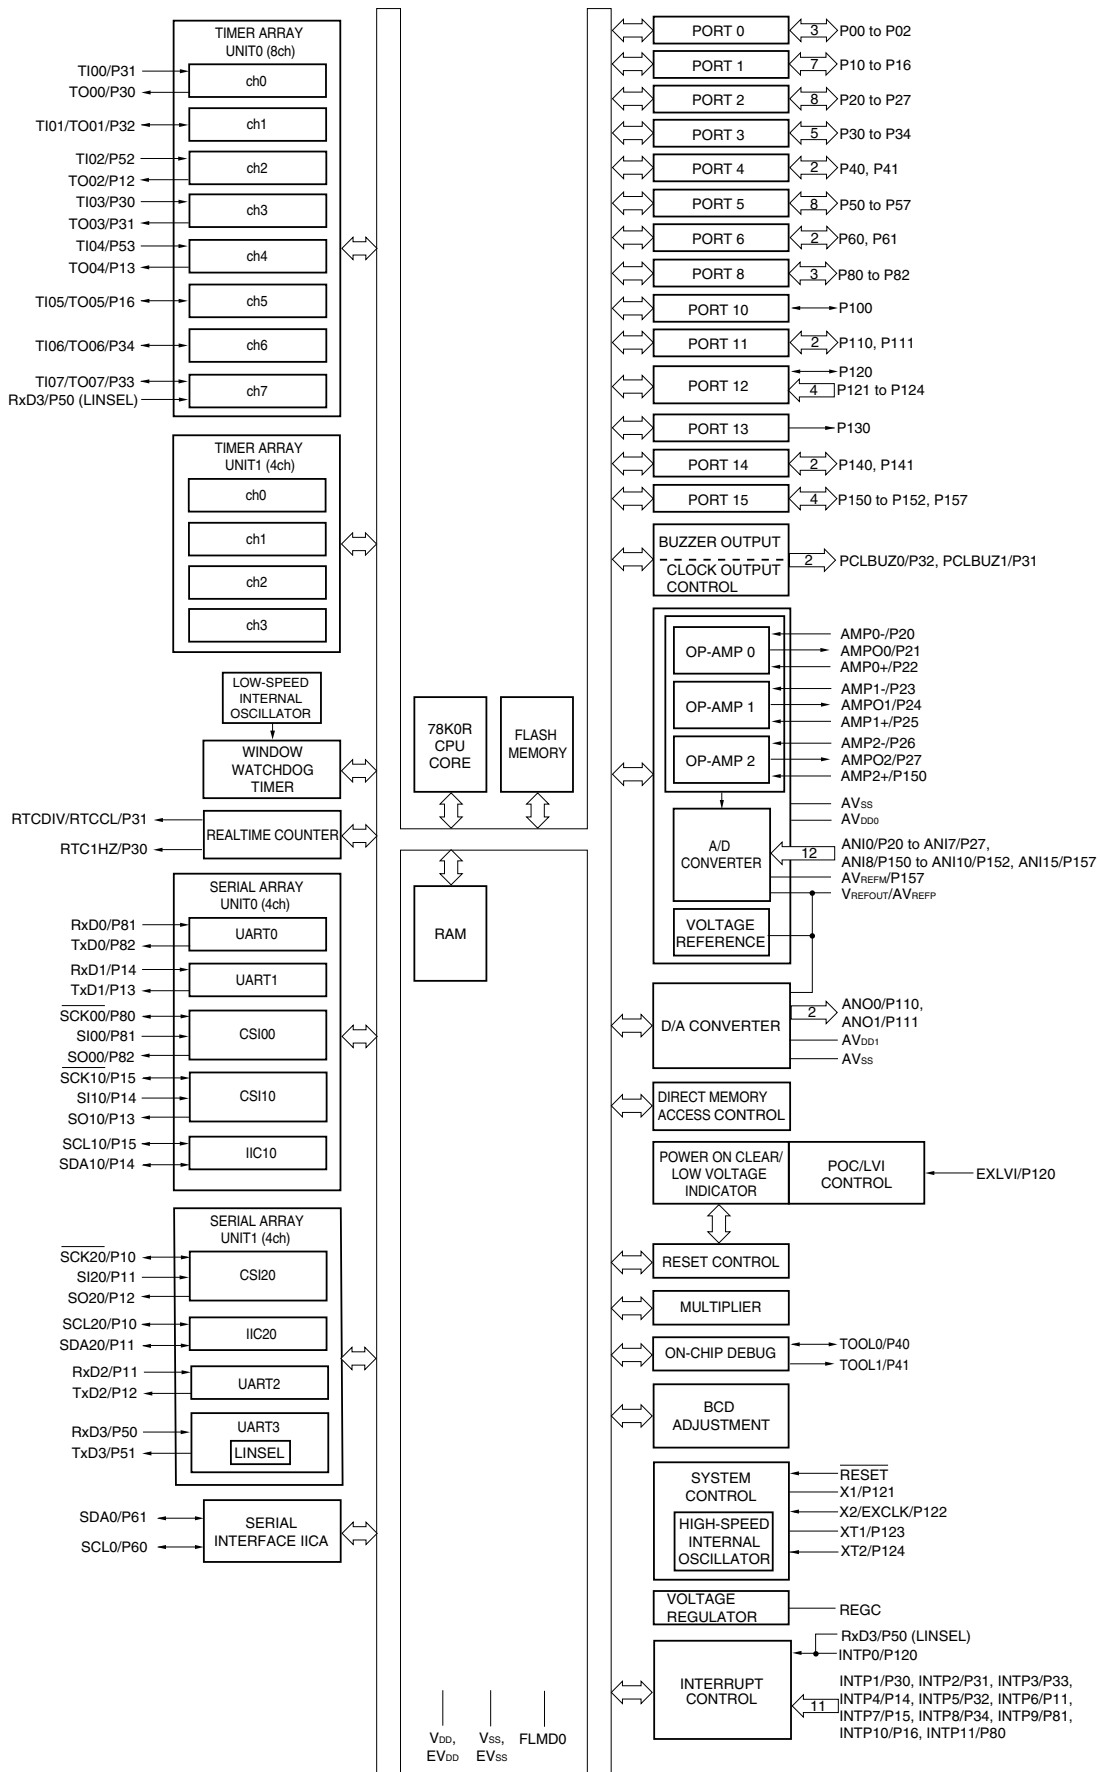 TIMER ARRAY
UNIT0 (8ch)
TI00/P31
TO00/P30
ch0
TI01/TO01/P32
ch1
TI02/P52
TO02/P12
ch2
TI03/P30
TO03/P31
ch3
TI04/P53
TO04/P13
ch4
TI05/TO05/P16
ch5
TI06/TO06/P34
ch6
TI07/TO07/P33
RxD3/P50 (LINSEL)
ch7
TIMER ARRAY
UNIT1 (4ch)
ch0
ch1
ch2
ch3
LOW-SPEED
INTERNAL
OSCILLATOR
WINDOW
WATCHDOG
TIMER
RTCDIV/RTCCL/P31
RTC1HZ/P30
REALTIME COUNTER
SERIAL ARRAY
UNIT0 (4ch)
RxD0/P81
TxD0/P82
UART0
RxD1/P14
TxD1/P13
UART1
SCK00/P80
SI00/P81
SO00/P82
CSI00
SCK10/P15
SI10/P14
SO10/P13
CSI10
SCL10/P15
SDA10/P14
IIC10
SERIAL ARRAY
UNIT1 (4ch)
SCK20/P10
SI20/P11
SO20/P12
CSI20
SCL20/P10
SDA20/P11
IIC20
RxD2/P11
TxD2/P12
UART2
RxD3/P50
TxD3/P51
UART3
LINSEL
SDA0/P61
SCL0/P60
SERIAL
INTERFACE IICA
78K0R
CPU
CORE
FLASH
MEMORY
RAM
VDD,
EVDD
VSS,
EVSS
FLMD0
PORT 0
3
P00 to P02
PORT 1
7
P10 to P16
PORT 2
8
P20 to P27
PORT 3
5
P30 to P34
PORT 4
2
P40, P41
PORT 5
8
P50 to P57
PORT 6
2
P60, P61
PORT 8
3
P80 to P82
PORT 10
P100
PORT 11
2
P110, P111
PORT 12
P120
4
P121 to P124
PORT 13
P130
PORT 14
2
P140, P141
PORT 15
4
P150 to P152, P157
BUZZER OUTPUT
CLOCK OUTPUT
CONTROL
2
PCLBUZ0/P32, PCLBUZ1/P31
OP-AMP 0
AMP0-/P20
AMPO0/P21
AMP0+/P22
OP-AMP 1
AMP1-/P23
AMPO1/P24
AMP1+/P25
OP-AMP 2
AMP2-/P26
AMPO2/P27
AMP2+/P150
AVSS
AVDD0
A/D
CONVERTER
12
ANI0/P20 to ANI7/P27,
ANI8/P150 to ANI10/P152, ANI15/P157
AVREFM/P157
VREFOUT/AVREFP
VOLTAGE
REFERENCE
D/A CONVERTER
2
ANO0/P110,
ANO1/P111
AVDD1
AVSS
DIRECT MEMORY
ACCESS CONTROL
POWER ON CLEAR/
LOW VOLTAGE
INDICATOR
POC/LVI
CONTROL
EXLVI/P120
RESET CONTROL
MULTIPLIER
ON-CHIP DEBUG
TOOL0/P40
TOOL1/P41
BCD
ADJUSTMENT
SYSTEM
CONTROL
HIGH-SPEED
INTERNAL
OSCILLATOR
RESET
X1/P121
X2/EXCLK/P122
XT1/P123
XT2/P124
VOLTAGE
REGULATOR
REGC
INTERRUPT
CONTROL
RxD3/P50 (LINSEL)
INTP0/P120
11
INTP1/P30, INTP2/P31, INTP3/P33,
INTP4/P14, INTP5/P32, INTP6/P11,
INTP7/P15, INTP8/P34, INTP9/P81,
INTP10/P16, INTP11/P80